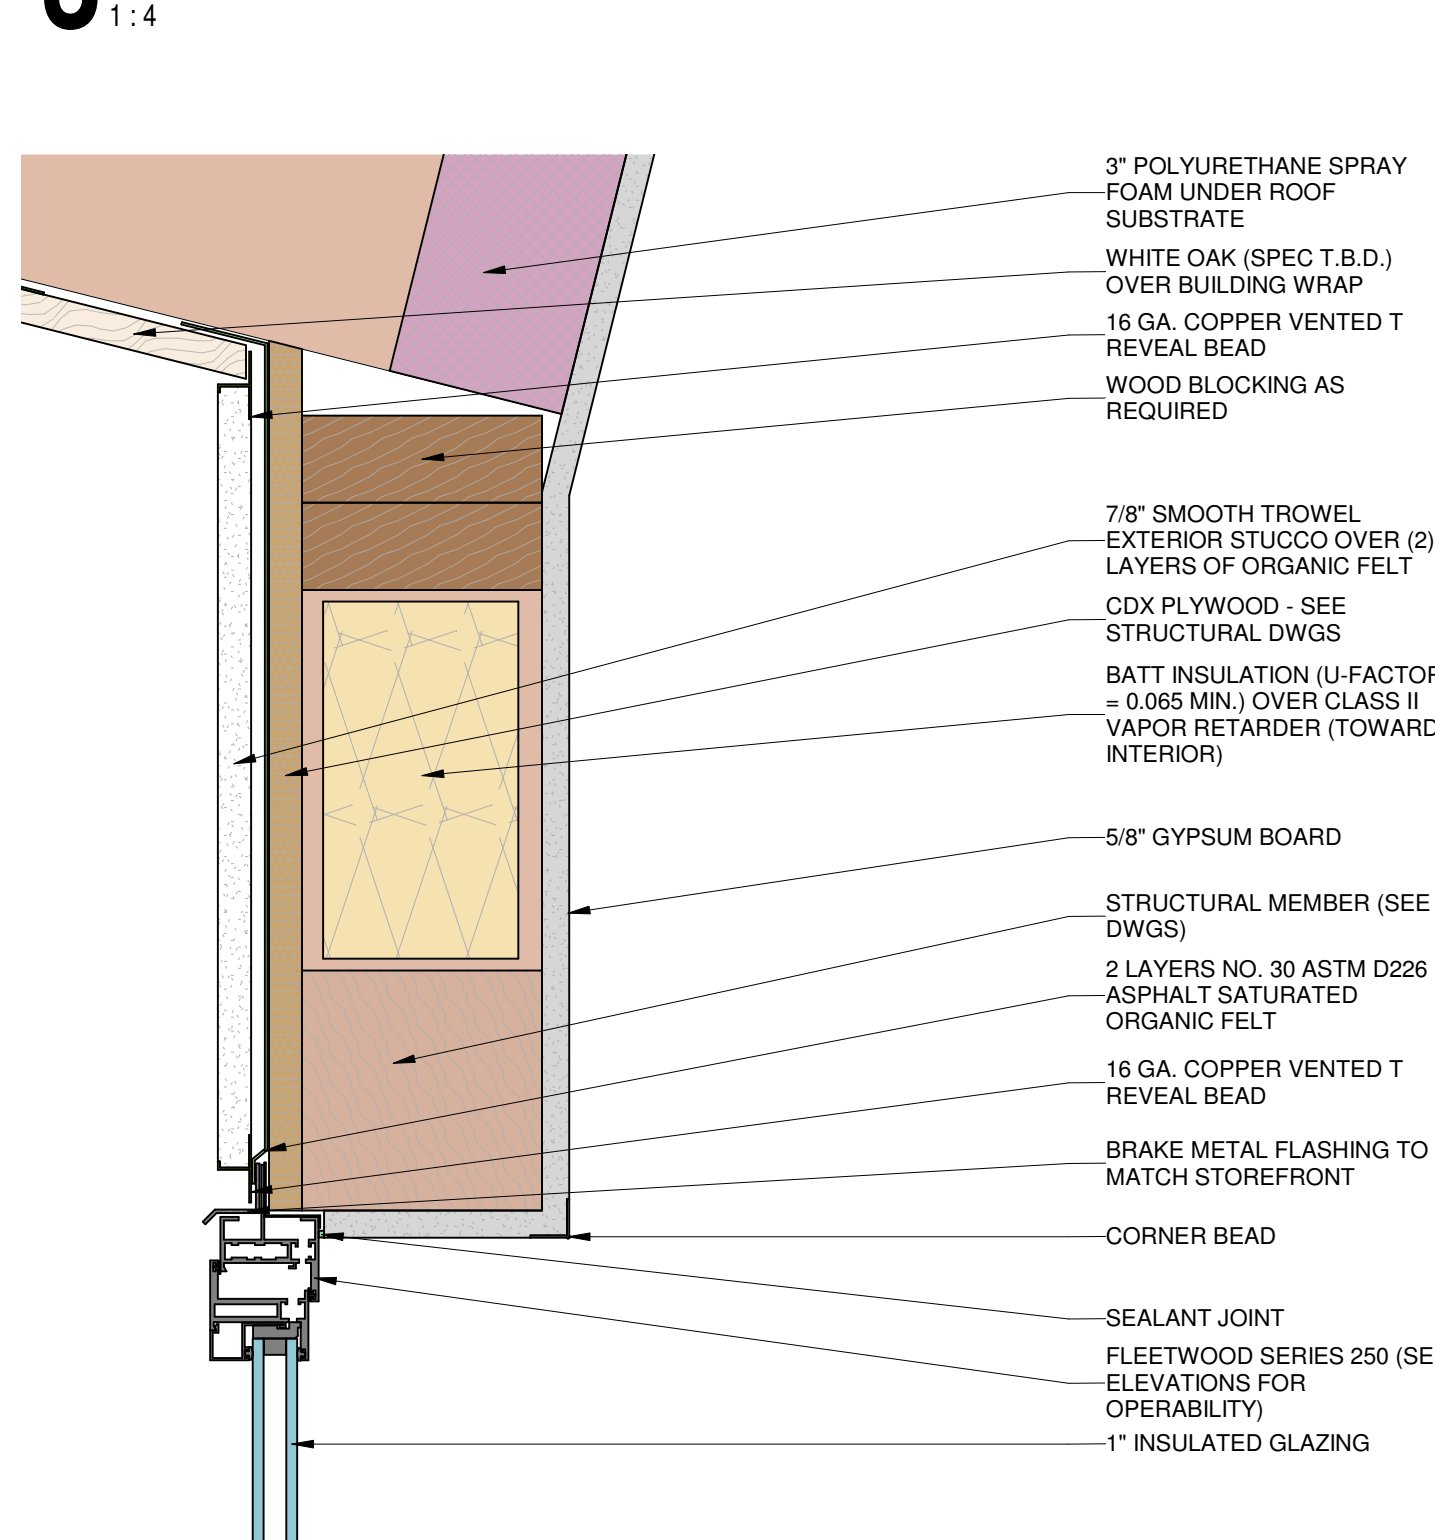 1 : 4
3" POLYURETHANE SPRAY
FOAM UNDER ROOF
SUBSTRATE
WHITE OAK (SPEC T.B.D.)
OVER BUILDING WRAP
16 GA. COPPER VENTED T
REVEAL BEAD
WOOD BLOCKING AS
REQUIRED
7/8" SMOOTH TROWEL
EXTERIOR STUCCO OVER (2)
LAYERS OF ORGANIC FELT
CDX PLYWOOD - SEE
STRUCTURAL DWGS
BATT INSULATION (U-FACTOR
= 0.065 MIN.) OVER CLASS II
VAPOR RETARDER (TOWARD
INTERIOR)
5/8" GYPSUM BOARD
STRUCTURAL MEMBER (SEE
DWGS)
2 LAYERS NO. 30 ASTM D226
ASPHALT SATURATED
ORGANIC FELT
16 GA. COPPER VENTED T
REVEAL BEAD
BRAKE METAL FLASHING TO
MATCH STOREFRONT
CORNER BEAD
SEALANT JOINT
FLEETWOOD SERIES 250 (SE
ELEVATIONS FOR
OPERABILITY)
1" INSULATED GLAZING